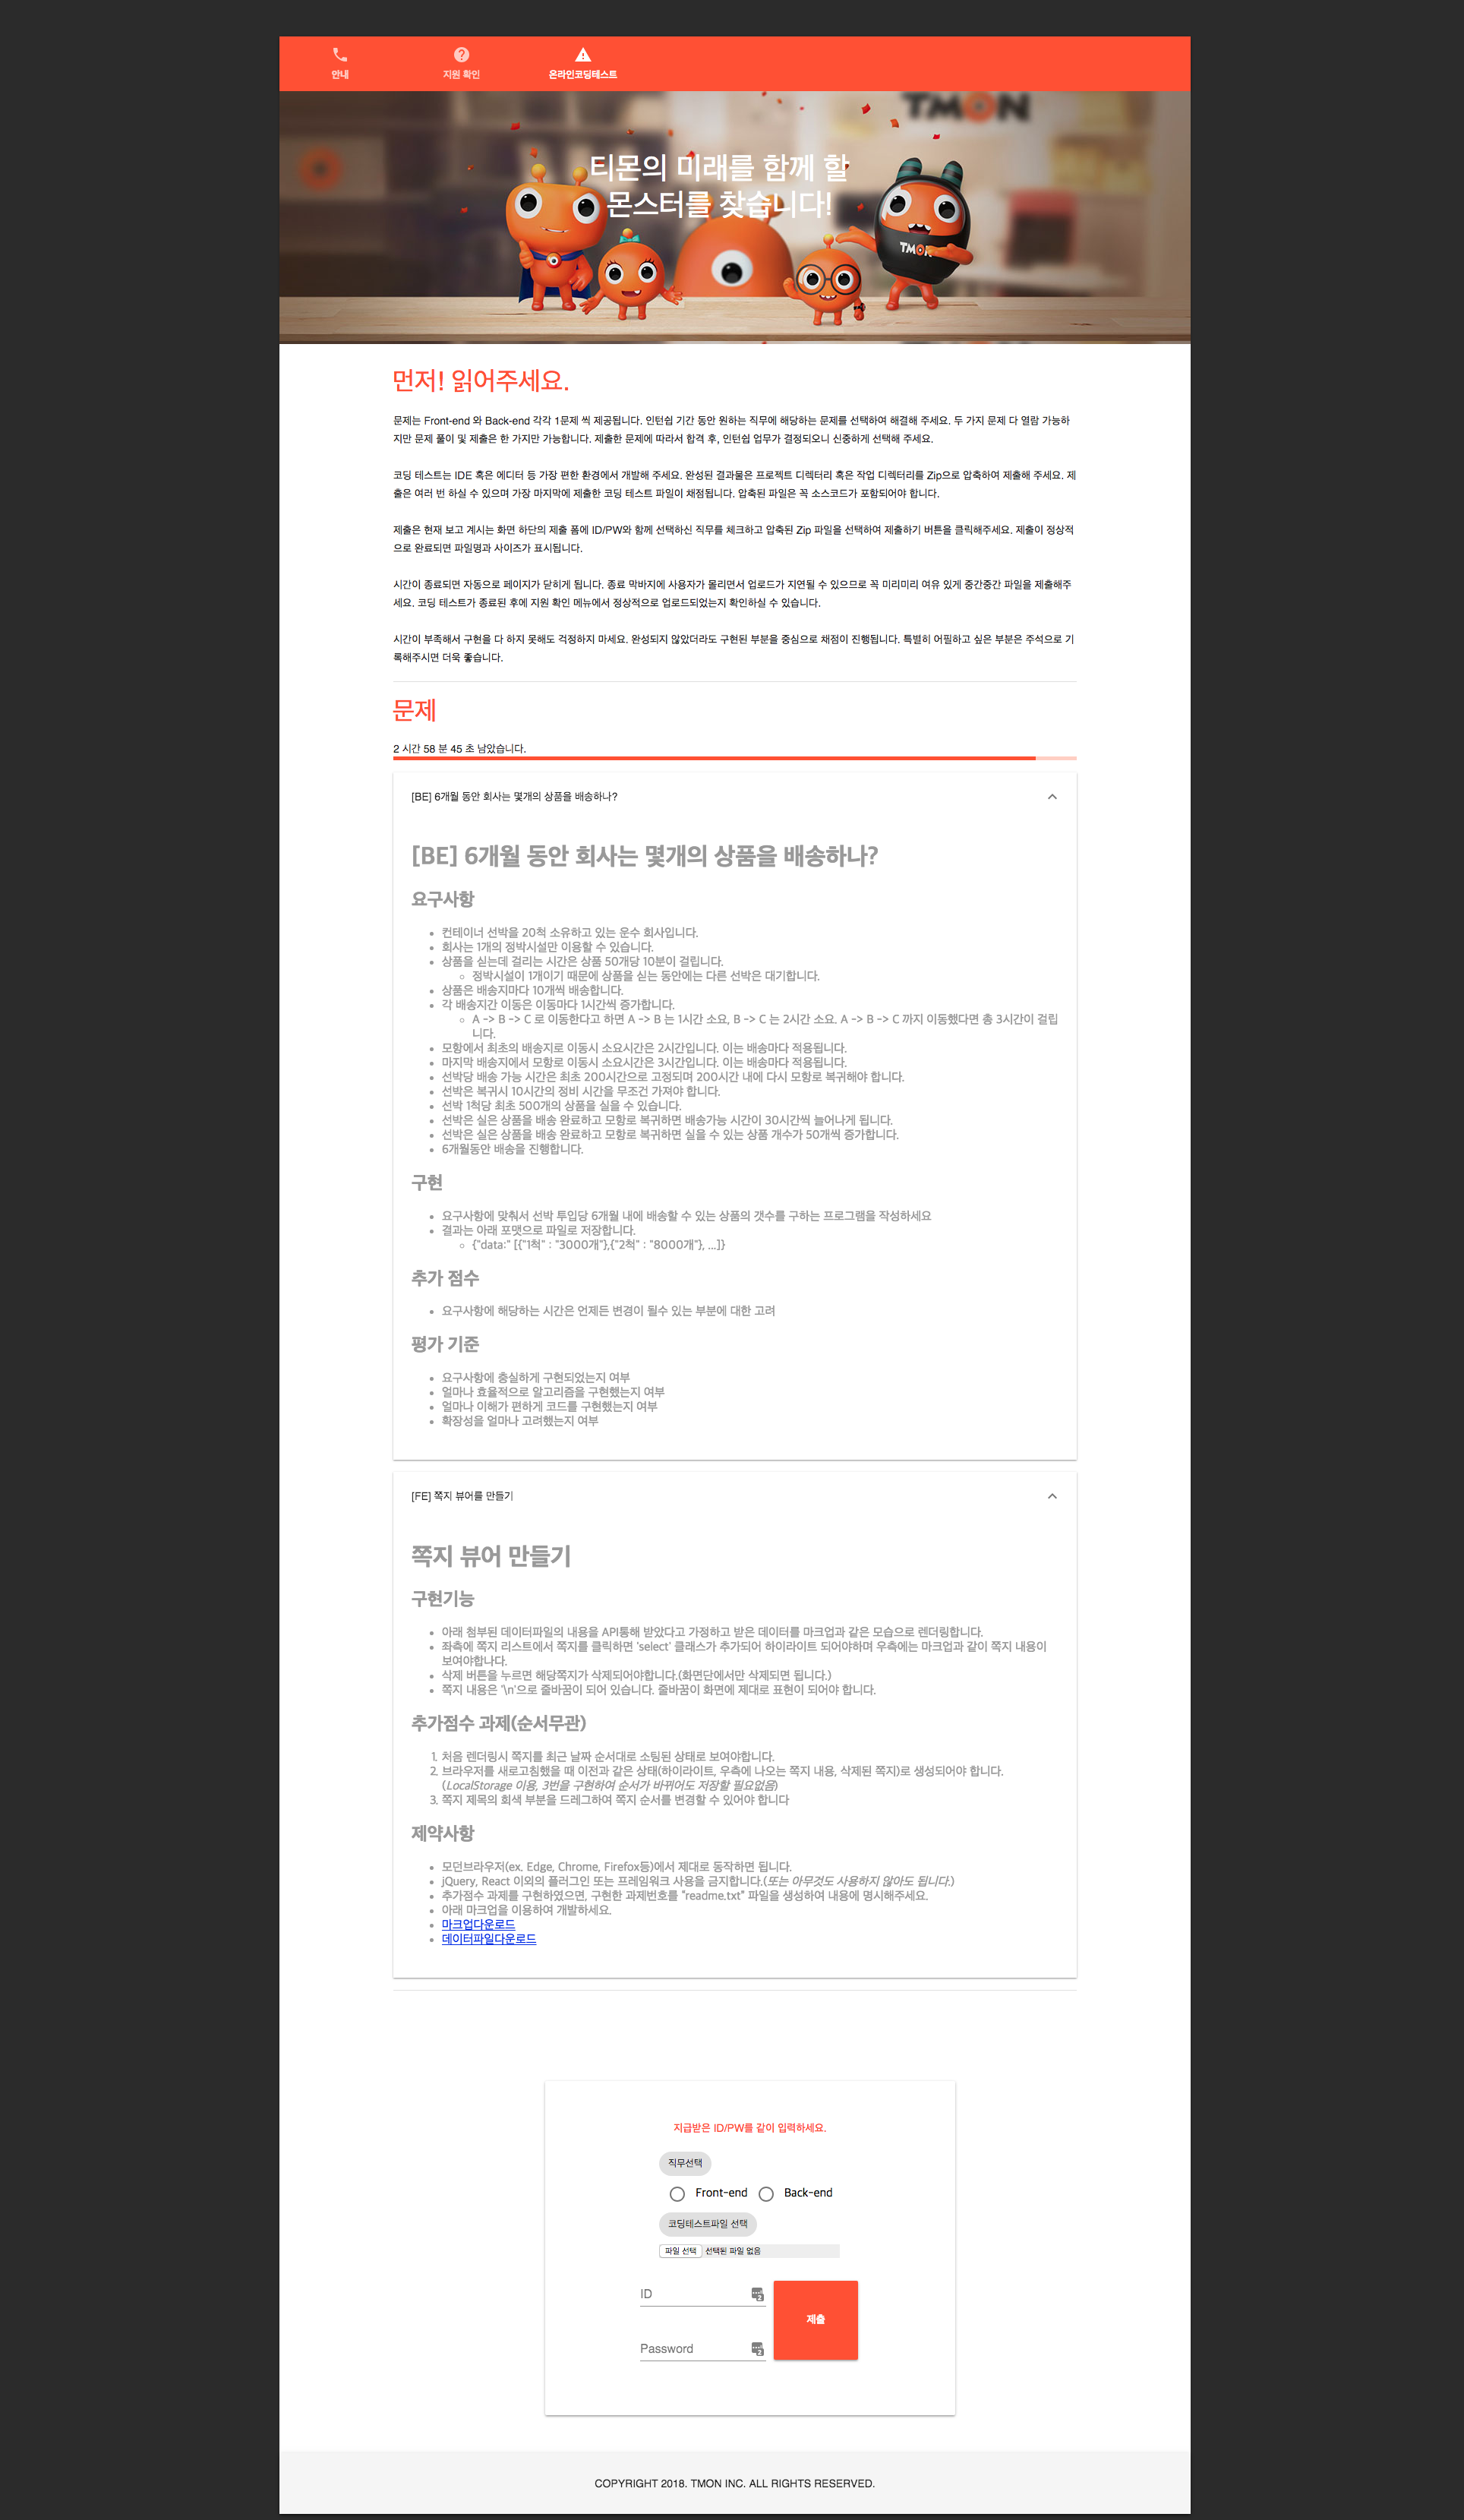 안내
지원 확인
온라인코딩테스트
TMON
티몬의 미래를 함께 할
몬스터를 찾습니다!
TMON
먼저! 읽어주세요.
문제는 Front-end 와 Back-end 각각 1문제 씩 제공됩니다. 인턴쉽 기간 동안 원하는 직무에 해당하는 문제를 선택하여 해결해 주세요. 두 가지 문제 다 열람 가능하
지만 문제 풀이 및 제출은 한 가지만 가능합니다. 제출한 문제에 따라서 합격 후, 인턴쉽 업무가 결정되오니 신중하게 선택해 주세요.
코딩 테스트는 IDE 혹은 에디터 등 가장 편한 환경에서 개발해 주세요. 완성된 결과물은 프로젝트 디렉터리 혹은 작업 디렉터리를 Zip으로 압축하여 제출해 주세요. 제
출은 여러 번 하실 수 있으며 가장 마지막에 제출한 코딩 테스트 파일이 채점됩니다. 압축된 파일은 꼭 소스코드가 포함되어야 합니다.
제출은 현재 보고 계시는 화면 하단의 제출 폼에 ID/PW와 함께 선택하신 직무를 체크하고 압축된 Zip 파일을 선택하여 제출하기 버튼을 클릭해주세요. 제출이 정상적
으로 완료되면 파일명과 사이즈가 표시됩니다.
시간이 종료되면 자동으로 페이지가 닫히게 됩니다. 종료 막바지에 사용자가 몰리면서 업로드가 지연될 수 있으므로 꼭 미리미리 여유 있게 중간중간 파일을 제출해주
세요. 코딩 테스트가 종료된 후에 지원 확인 메뉴에서 정상적으로 업로드되었는지 확인하실 수 있습니다.
시간이 부족해서 구현을 다 하지 못해도 걱정하지 마세요. 완성되지 않았더라도 구현된 부분을 중심으로 채점이 진행됩니다. 특별히 어필하고 싶은 부분은 주석으로 기
록해주시면 더욱 좋습니다.
문제
2 시간 58 분 45 초 남았습니다.
[BE] 6개월 동안 회사는 몇개의 상품을 배송하나?
[BE] 6개월 동안 회사는 몇개의 상품을 배송하나?
요구사항
• 컨테이너 선박을 20척 소유하고 있는 운수 회사입니다.
• 회사는 1개의 정박시설만 이용할 수 있습니다.
• 상품을 싣는데 걸리는 시간은 상품 50개당 10분이 걸립니다.
◦ 정박시설이 1개이기 때문에 상품을 싣는 동안에는 다른 선박은 대기합니다.
• 상품은 배송지마다 10개씩 배송합니다.
• 각 배송지간 이동은 이동마다 1시간씩 증가합니다.
◦ A -> B -> C 로 이동한다고 하면 A -> B 는 1시간 소요, B -> C 는 2시간 소요. A -> B -> C 까지 이동했다면 총 3시간이 걸립
니다.
• 모항에서 최초의 배송지로 이동시 소요시간은 2시간입니다. 이는 배송마다 적용됩니다.
• 마지막 배송지에서 모항로 이동시 소요시간은 3시간입니다. 이는 배송마다 적용됩니다.
• 선박당 배송 가능 시간은 최초 200시간으로 고정되며 200시간 내에 다시 모항로 복귀해야 합니다.
• 선박은 복귀시 10시간의 정비 시간을 무조건 가져야 합니다.
• 선박 1척당 최초 500개의 상품을 실을 수 있습니다.
• 선박은 실은 상품을 배송 완료하고 모항로 복귀하면 배송가능 시간이 30시간씩 늘어나게 됩니다.
• 선박은 실은 상품을 배송 완료하고 모항로 복귀하면 실을 수 있는 상품 개수가 50개씩 증가합니다.
• 6개월동안 배송을 진행합니다.
구현
• 요구사항에 맞춰서 선박 투입당 6개월 내에 배송할 수 있는 상품의 갯수를 구하는 프로그램을 작성하세요
• 결과는 아래 포맷으로 파일로 저장합니다.
◦ {"data:" [{"1척" : "3000개"},{"2척" : "8000개"}, ...]}
추가 점수
• 요구사항에 해당하는 시간은 언제든 변경이 될수 있는 부분에 대한 고려
평가 기준
• 요구사항에 충실하게 구현되었는지 여부
• 얼마나 효율적으로 알고리즘을 구현했는지 여부
• 얼마나 이해가 편하게 코드를 구현했는지 여부
• 확장성을 얼마나 고려했는지 여부
[FE] 쪽지 뷰어를 만들기
쪽지 뷰어 만들기
구현기능
• 아래 첨부된 데이터파일의 내용을 API통해 받았다고 가정하고 받은 데이터를 마크업과 같은 모습으로 렌더링합니다.
• 좌측에 쪽지 리스트에서 쪽지를 클릭하면 'select' 클래스가 추가되어 하이라이트 되어야하며 우측에는 마크업과 같이 쪽지 내용이
보여야합나다.
• 삭제 버튼을 누르면 해당쪽지가 삭제되어야합니다.(화면단에서만 삭제되면 됩니다.)
• 쪽지 내용은 '\n'으로 줄바꿈이 되어 있습니다. 줄바꿈이 화면에 제대로 표현이 되어야 합니다.
추가점수 과제(순서무관)
1. 처음 렌더링시 쪽지를 최근 날짜 순서대로 소팅된 상태로 보여야합니다.
2. 브라우저를 새로고침했을 때 이전과 같은 상태(하이라이트, 우측에 나오는 쪽지 내용, 삭제된 쪽지)로 생성되어야 합니다.
(LocalStorage 이용, 3번을 구현하여 순서가 바뀌어도 저장할 필요없음)
3. 쪽지 제목의 회색 부분을 드레그하여 쪽지 순서를 변경할 수 있어야 합니다
제약사항
• 모던브라우저(ex. Edge, Chrome, Firefox등)에서 제대로 동작하면 됩니다.
• jQuery, React 이외의 플러그인 또는 프레임워크 사용을 금지합니다.(또는 아무것도 사용하지 않아도 됩니다.)
• 추가점수 과제를 구현하였으면, 구현한 과제번호를 "readme.txt" 파일을 생성하여 내용에 명시해주세요.
• 아래 마크업을 이용하여 개발하세요.
• 마크업다운로드
• 데이터파일다운로드
지급받은 ID/PW를 같이 입력하세요.
직무선택
Front-end Back-end
코딩테스트파일 선택
파일 선택 선택된 파일 없음
ID
제출
Password
COPYRIGHT 2018. TMON INC. ALL RIGHTS RESERVED.